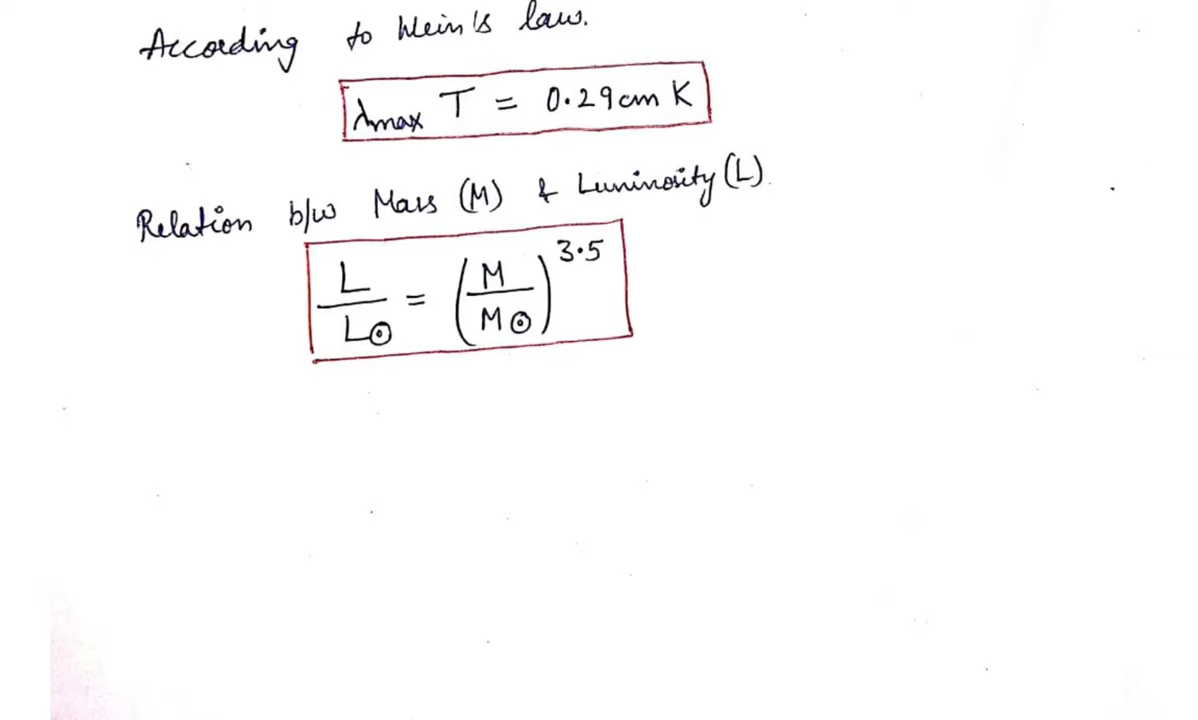 According to Wein's law.
λmax T = 0.29 cm K
Relation b/w Mass (M) & Luminosity (L).
L/L⊙ = (M/M⊙)^3.5